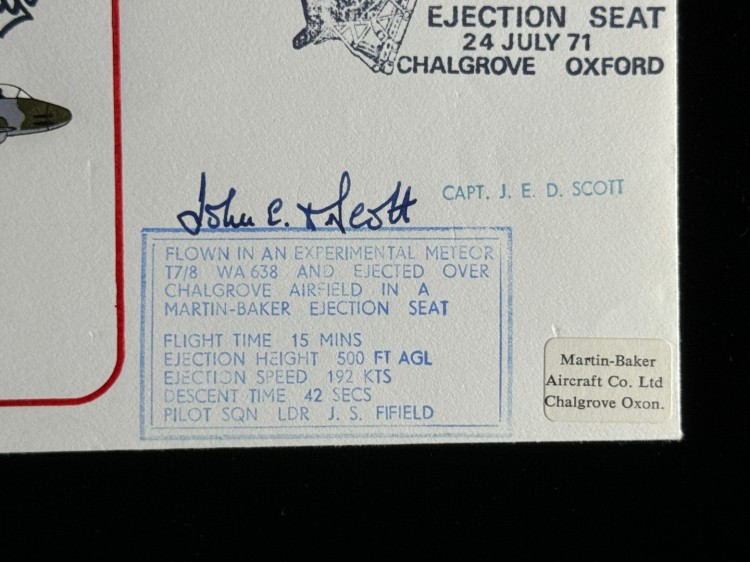 EJECTION SEAT
24 JULY 71
CHALGROVE OXFORD
CAPT. J. E. D. SCOTT
FLOWN IN AN EXPERIMENTAL METEOR
T7/8 WA 638 AND EJECTED OVER
CHALGROVE AIRFIELD IN A
MARTIN-BAKER EJECTION SEAT
FLIGHT TIME 15 MINS
EJECTION HEIGHT 500 FT AGL
EJECTION SPEED 192 KTS
DESCENT TIME 42 SECS
PILOT SQN LDR J. S. FIFIELD
Martin-Baker
Aircraft Co. Ltd
Chalgrove Oxon.